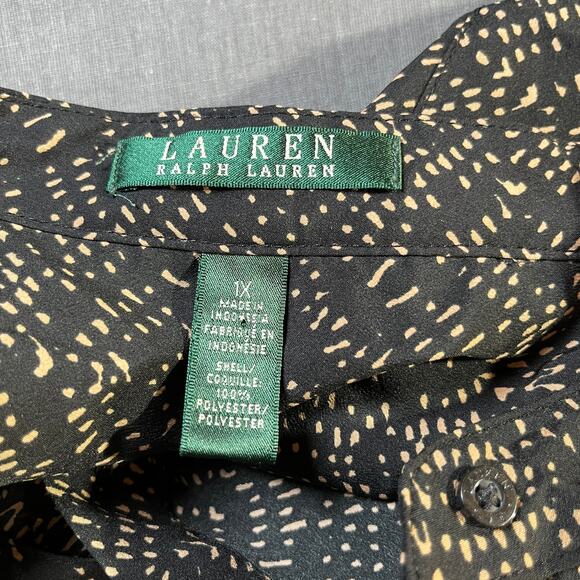 LAUREN
RALPH LAUREN
1X
MADE IN
INDONESIA
FABRIQUÉ EN
INDONÉSIE
SHELL/
COQUILLE:
100%
POLYESTER/
POLYESTER